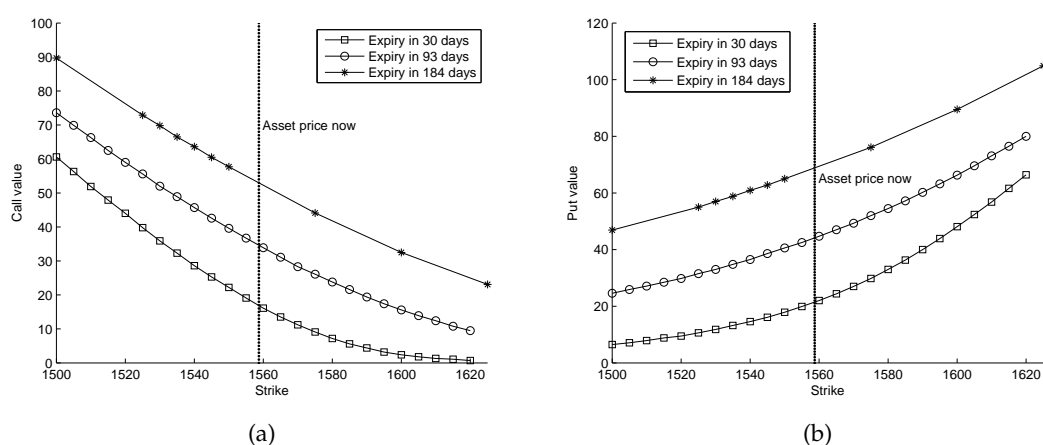 100
90
80
70
60
50
40
30
20
10
0
Call value
Expiry in 30 days
Expiry in 93 days
Expiry in 184 days
Asset price now
1500 1520 1540 1560 1580 1600 1620
Strike
(a)
120
100
80
60
40
20
0
Put value
Expiry in 30 days
Expiry in 93 days
Expiry in 184 days
Asset price now
1500 1520 1540 1560 1580 1600 1620
Strike
(b)